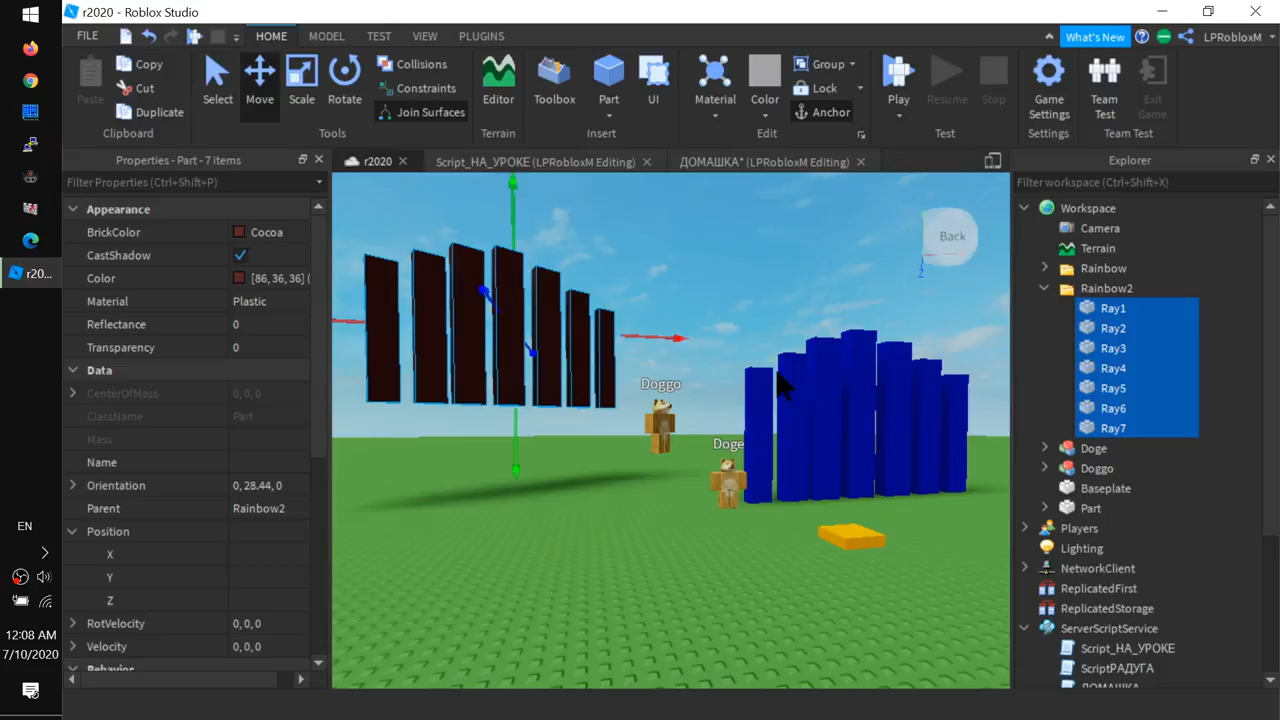 r2020 - Roblox Studio
FILE
HOME
MODEL
TEST
VIEW
PLUGINS
What's New
LPRobloxM
Paste
Copy
Cut
Duplicate
Clipboard
Select
Move
Scale
Rotate
Collisions
Constraints
Join Surfaces
Tools
Editor
Terrain
Toolbox
Part
UI
Insert
Material
Color
Group
Lock
Anchor
Edit
Play
Resume
Stop
Test
Game
Settings
Settings
Team
Test
Exit
Game
Team Test
Properties - Part - 7 items
Filter Properties (Ctrl+Shift+P)
Appearance
BrickColor Cocoa
CastShadow
Color [86,36,36] (
Material Plastic
Reflectance 0
Transparency 0
Data
CenterOfMass 0,0,0
ClassName Part
Mass
Name
Orientation 0,28.44,0
Parent Rainbow2
Position
X
Y
Z
RotVelocity 0,0,0
Velocity 0,0,0
Behavior
r2020
Script_НА_УРОКЕ (LPRobloxM Editing)
ДОМАШКА* (LPRobloxM Editing)
Back
Doggo
Doge
Explorer
Filter workspace (Ctrl+Shift+X)
Workspace
Camera
Terrain
Rainbow
Rainbow2
Ray1
Ray2
Ray3
Ray4
Ray5
Ray6
Ray7
Doge
Doggo
Baseplate
Part
Players
Lighting
NetworkClient
ReplicatedFirst
ReplicatedStorage
ServerScriptService
Script_НА_УРОКЕ
ScriptРАДУГА
ДОМАШКА
r20...
EN
12:08 AM
7/10/2020